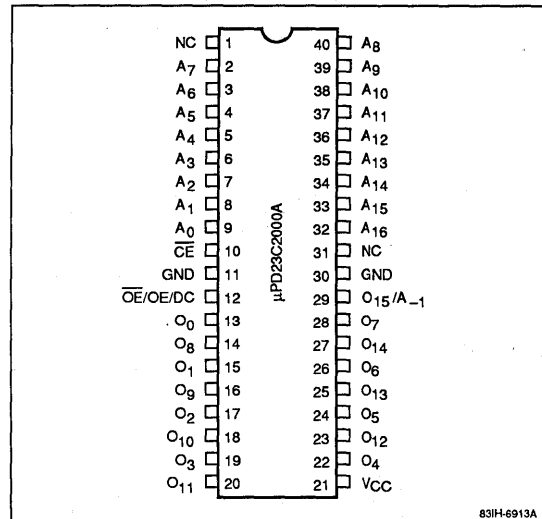 NC 1 40 A8
A7 2 39 A9
A6 3 38 A10
A5 4 37 A11
A4 5 36 A12
A3 6 35 A13
A2 7 34 A14
A1 8 33 A15
A0 9 32 A16
C̅E̅ 10 31 NC
GND 11 30 GND
O̅E̅/OE/DC 12 29 O15/A-1
O0 13 28 O7
O8 14 27 O14
O1 15 26 O6
O9 16 25 O13
O2 17 24 O5
O10 18 23 O12
O3 19 22 O4
O11 20 21 VCC
µPD23C2000A
83IH-6913A